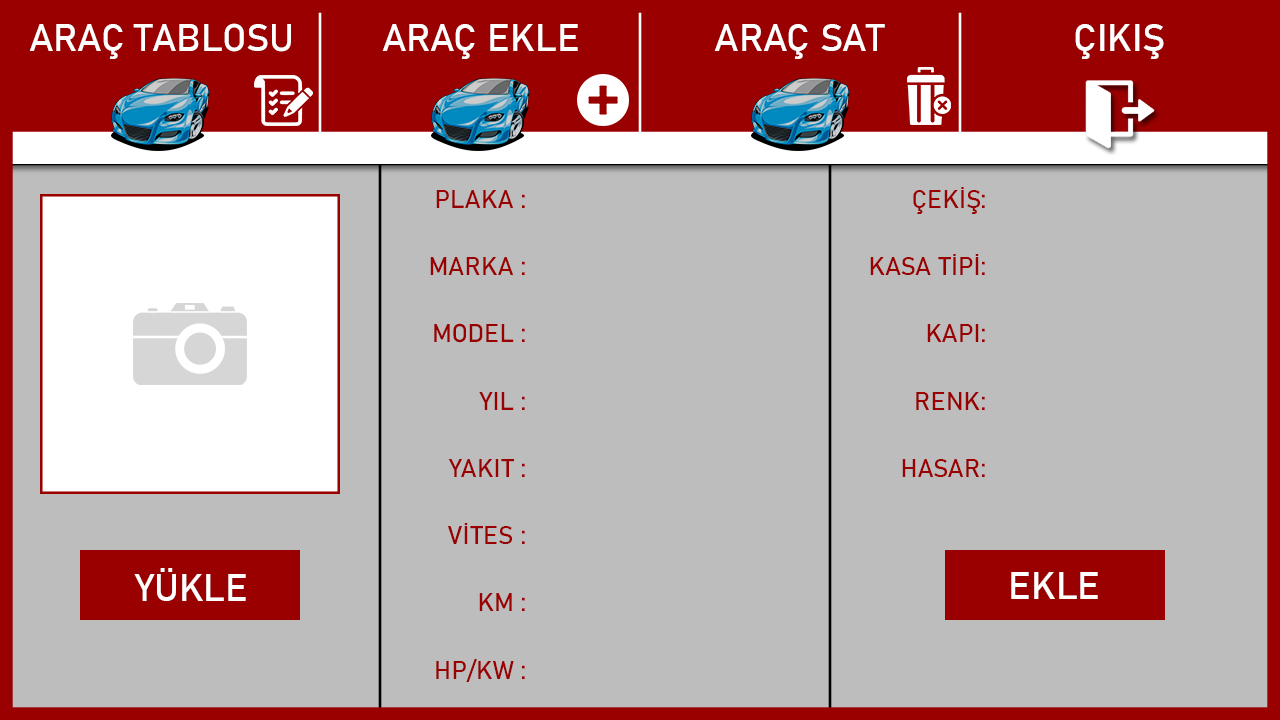 ARAÇ TABLOSU
ARAÇ EKLE
ARAÇ SAT
ÇIKIŞ
PLAKA :
MARKA :
MODEL :
YIL :
YAKIT :
VİTES :
KM :
HP/KW :
ÇEKİŞ:
KASA TİPİ:
KAPI:
RENK:
HASAR:
YÜKLE
EKLE